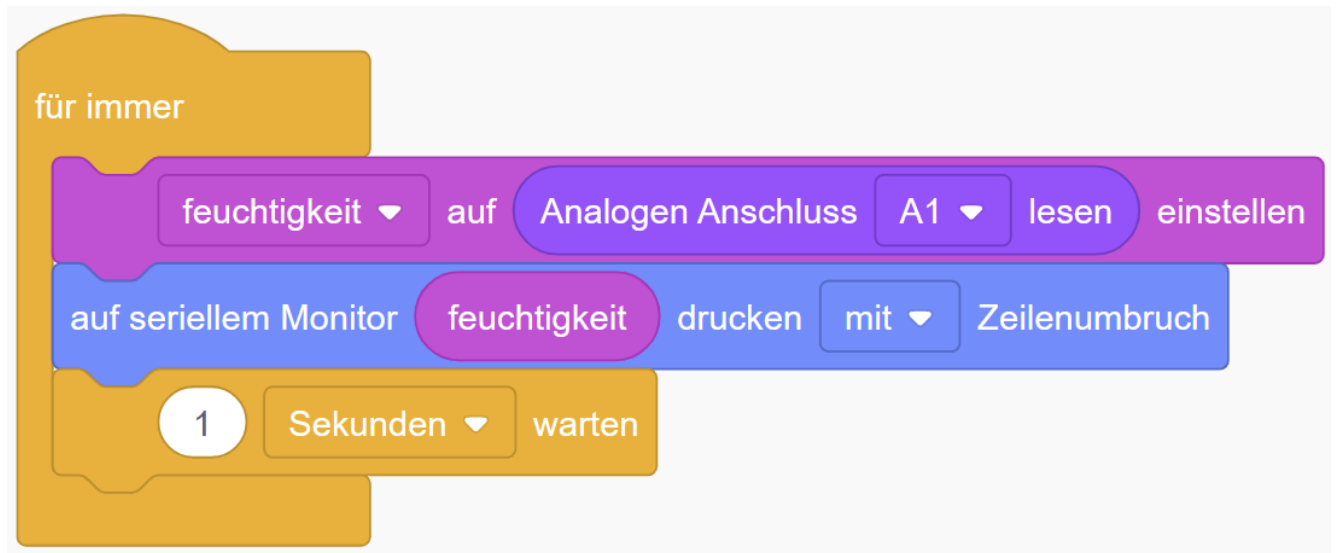 für immer
feuchtigkeit auf Analogen Anschluss A1 lesen einstellen
auf seriellem Monitor feuchtigkeit drucken mit Zeilenumbruch
1 Sekunden warten